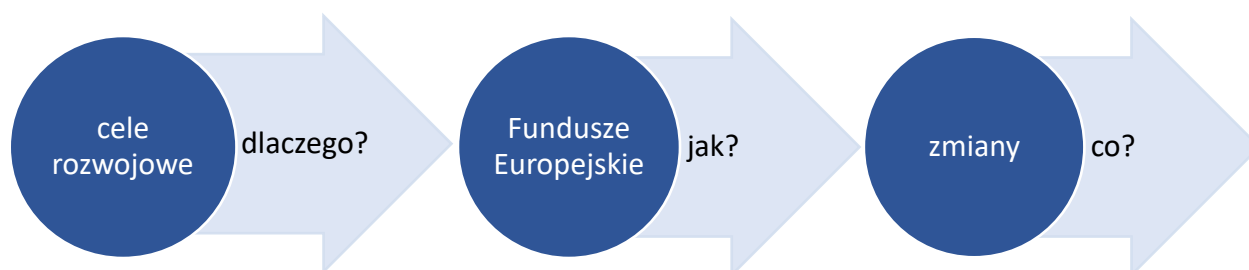 cele
rozwojowe
dlaczego?
Fundusze
Europejskie
jak?
zmiany
co?